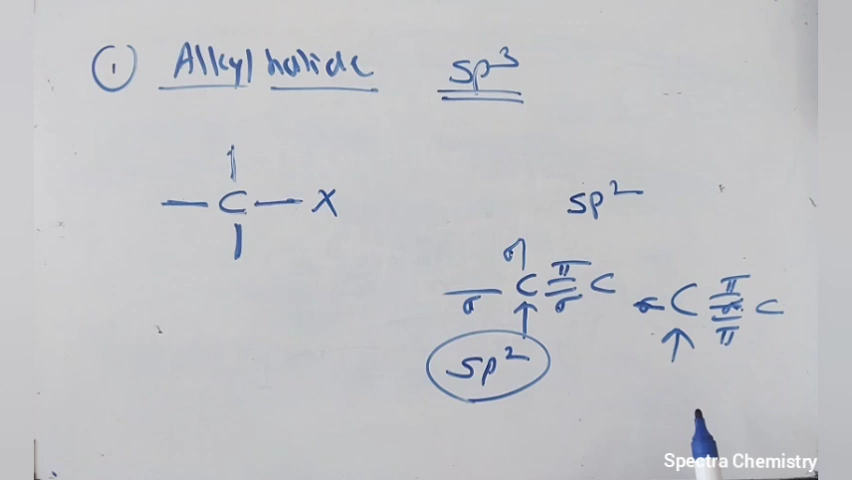 ① Alkyl halide sp³
— C — X
sp²
σ
π
— C = C
σ σ
sp²
π
σ C ≡ C
σ
π
Spectra Chemistry